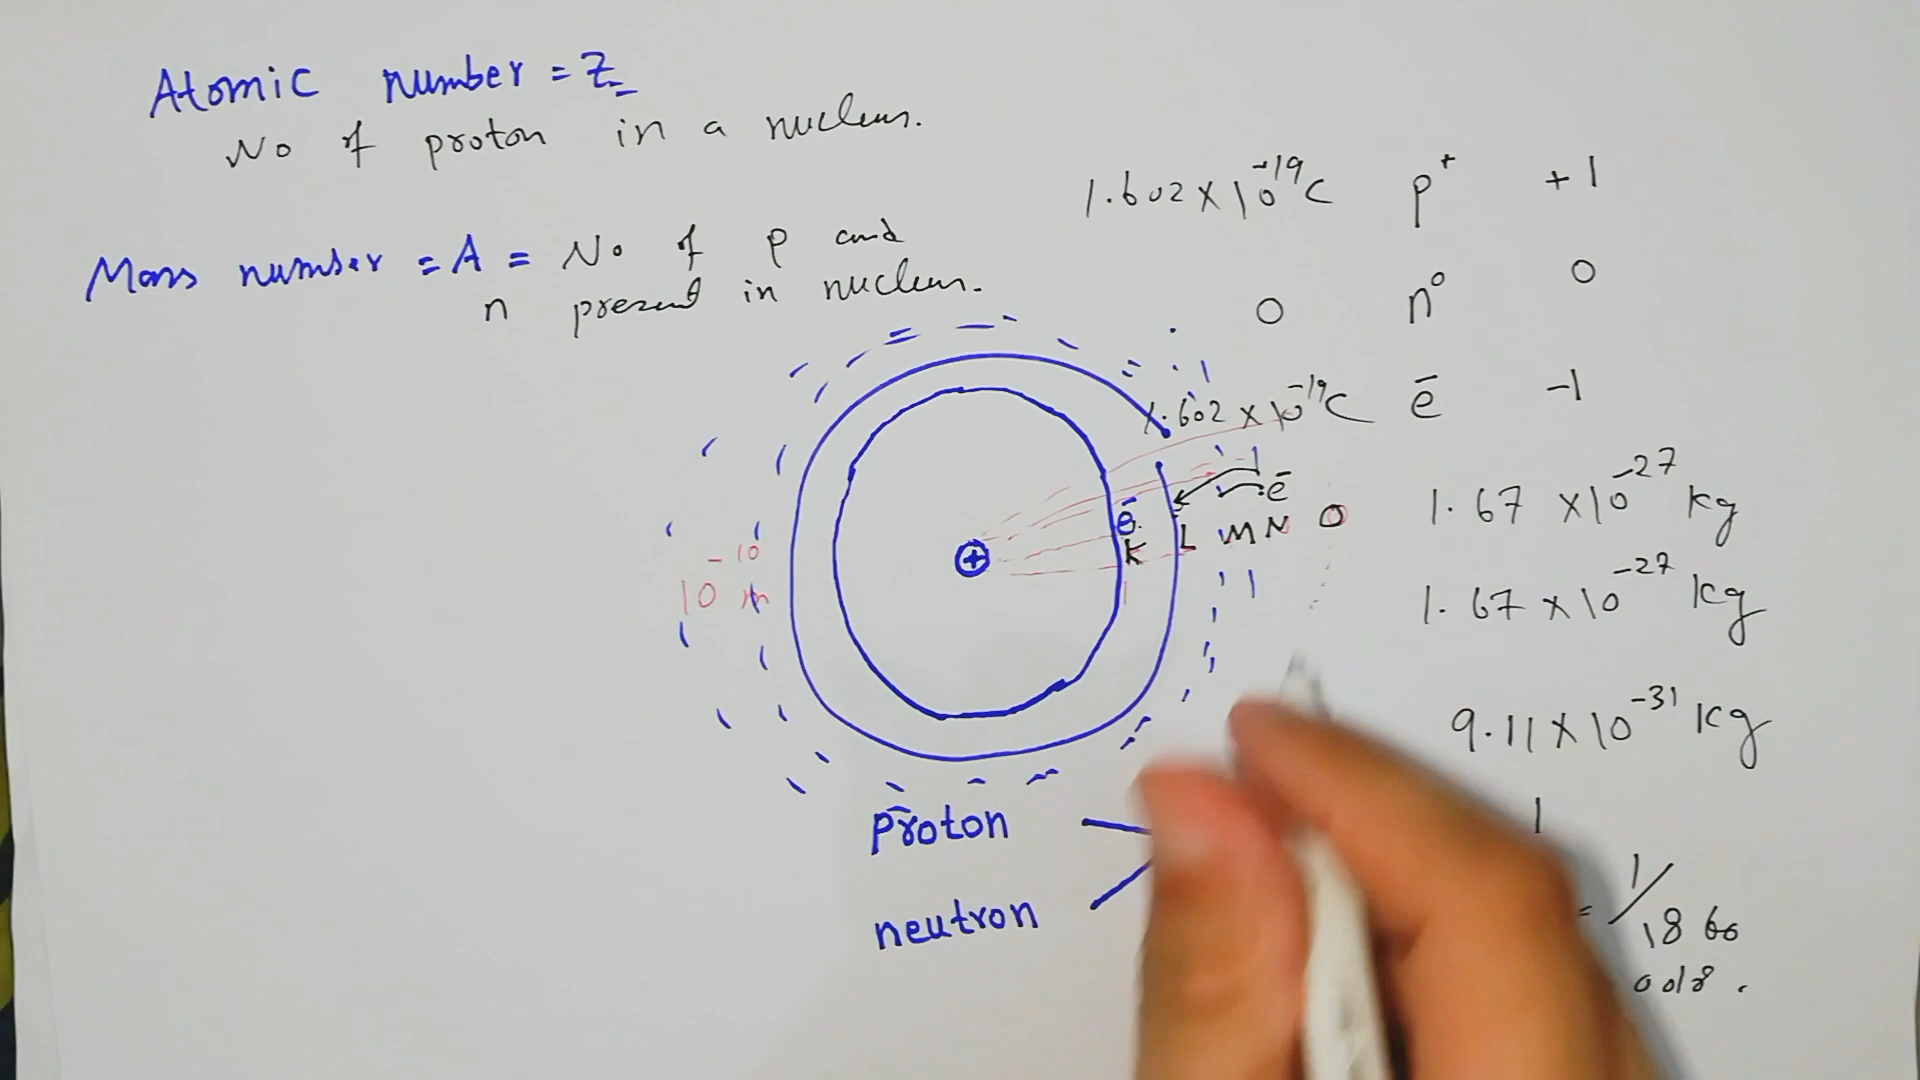 Atomic number = Z
No of proton in a nucleus.
Mass number = A = No of p and
n present in nucleus.
1.602 x 10⁻¹⁹ C p⁺ +1
0 n⁰ 0
1.602 x 10⁻¹⁹ C e⁻ -1
e⁻ e⁻
K L M N O
+
10⁻¹⁰ m
1.67 x 10⁻²⁷ kg
1.67 x 10⁻²⁷ kg
9.11 x 10⁻³¹ kg
proton
neutron
1
= 1/1860